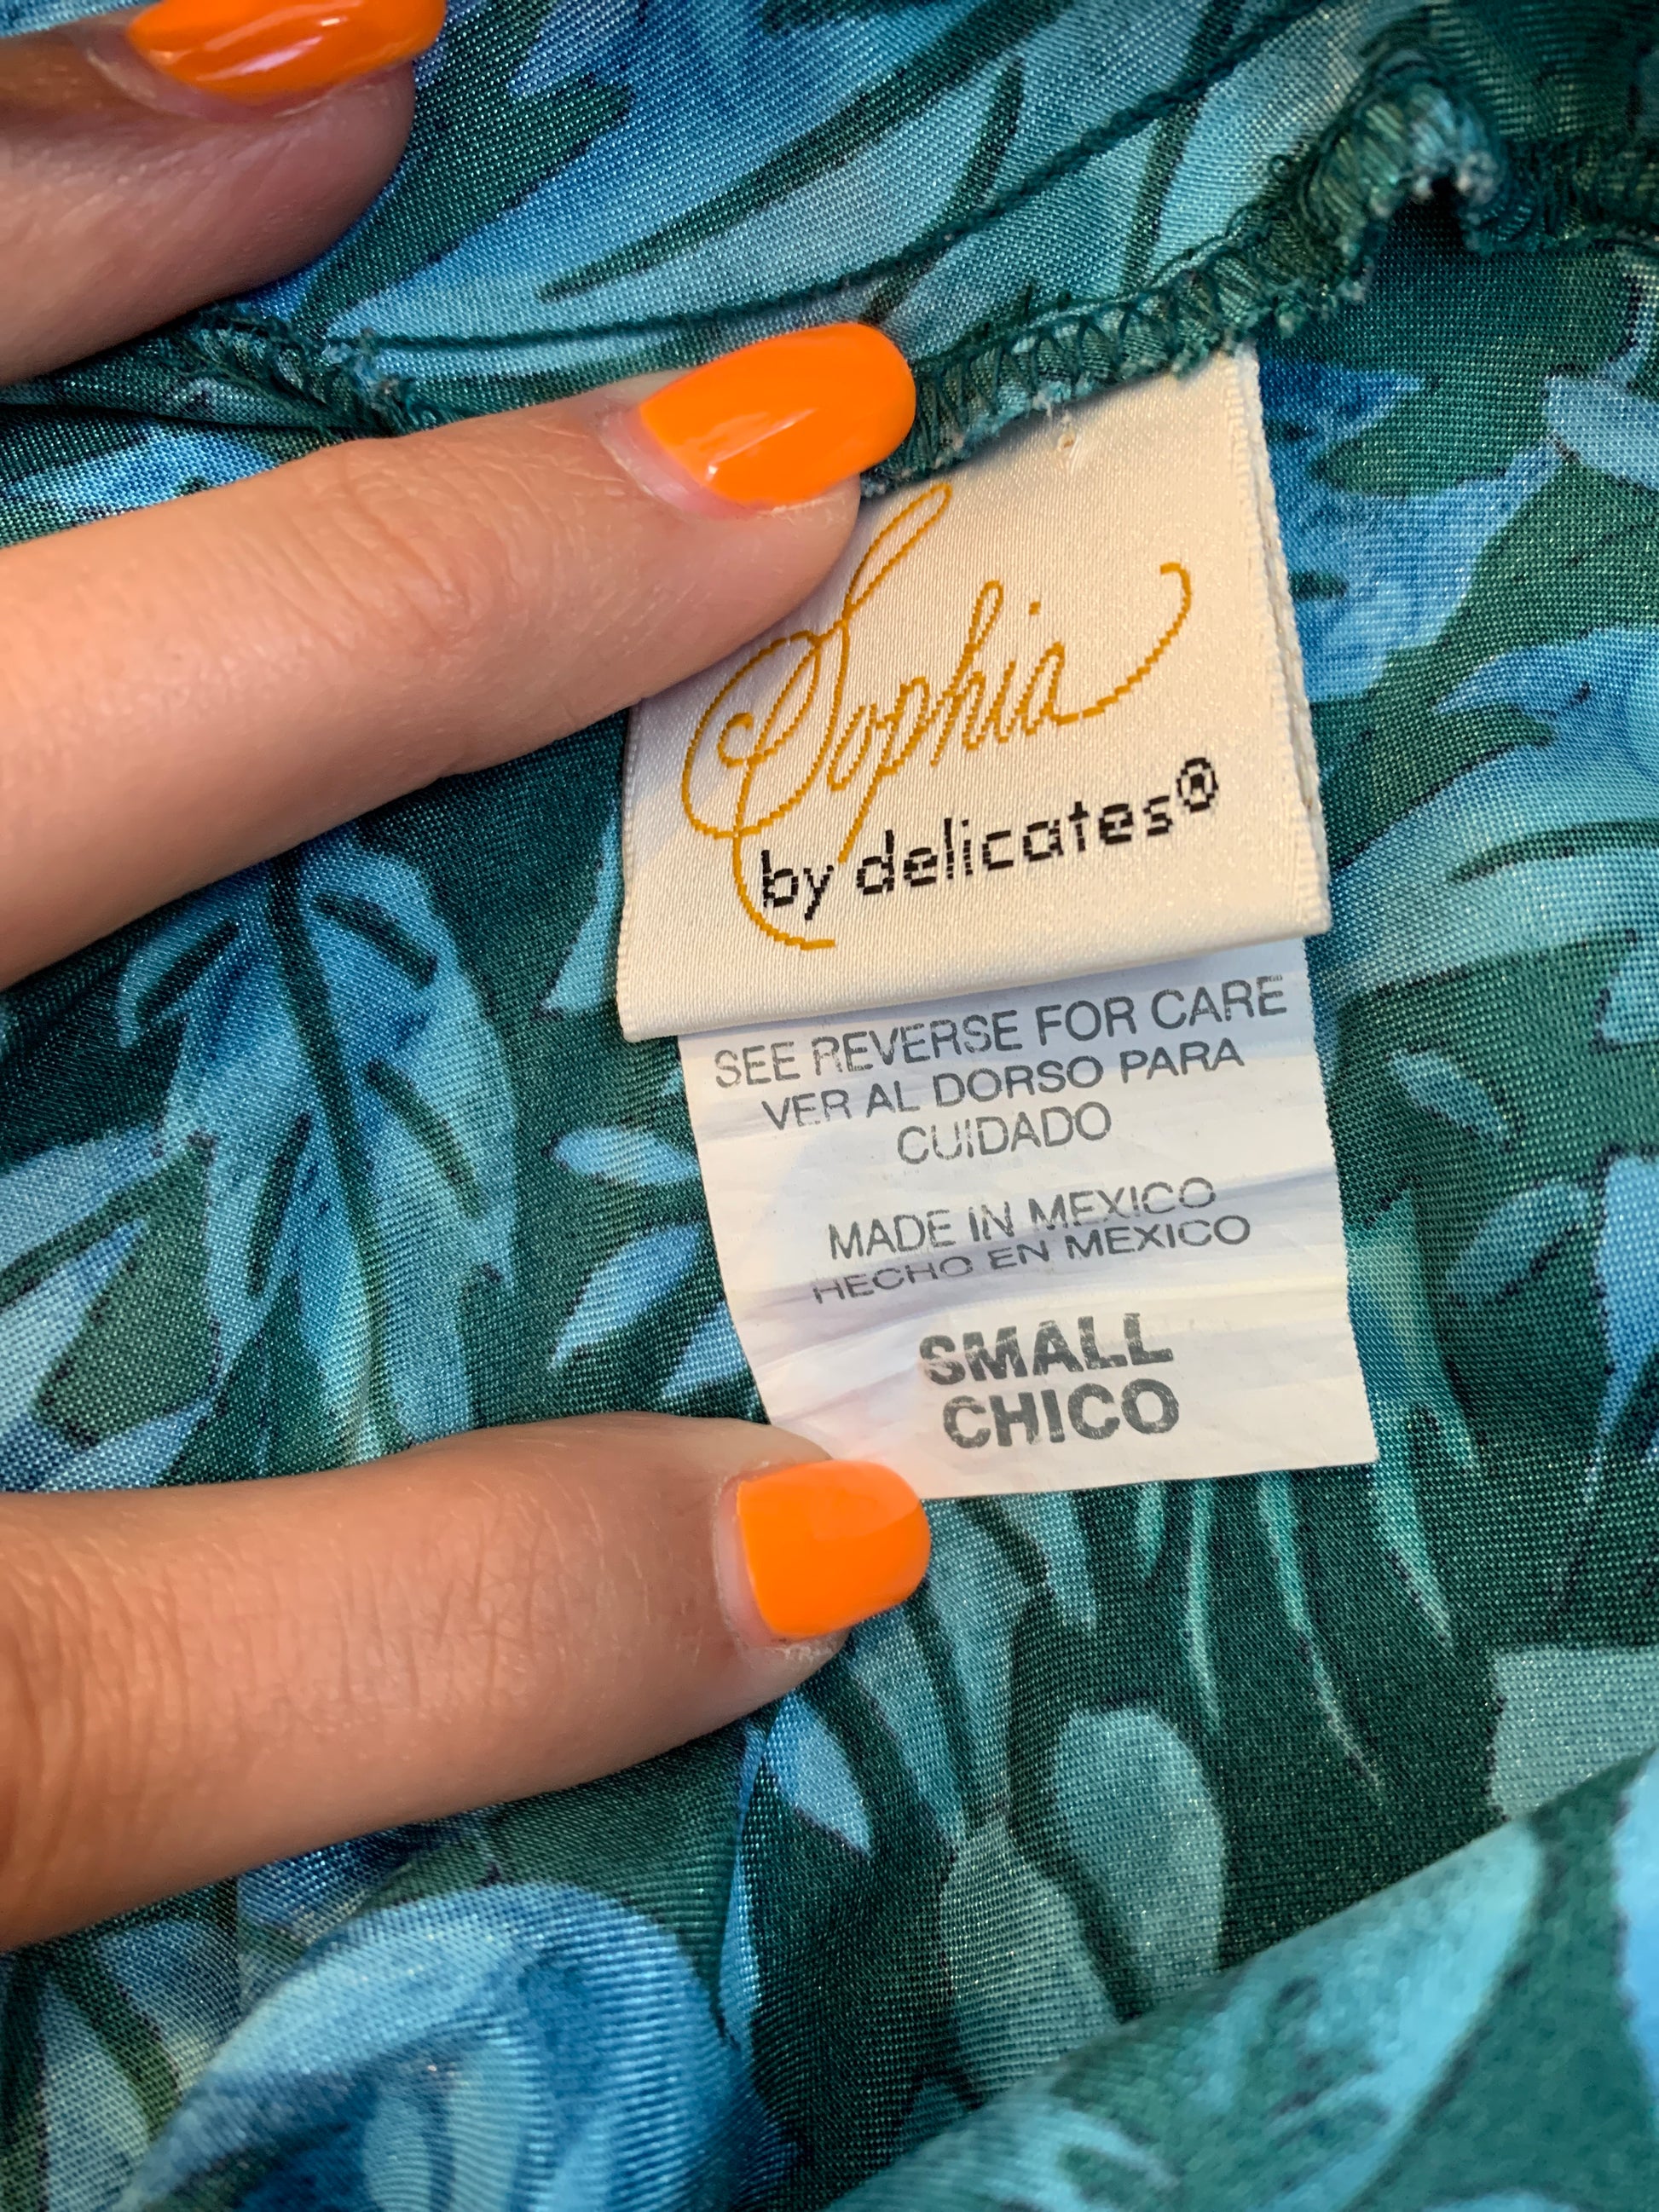 Sophia
by delicates®
SEE REVERSE FOR CARE
VER AL DORSO PARA
CUIDADO
MADE IN MEXICO
HECHO EN MEXICO
SMALL
CHICO